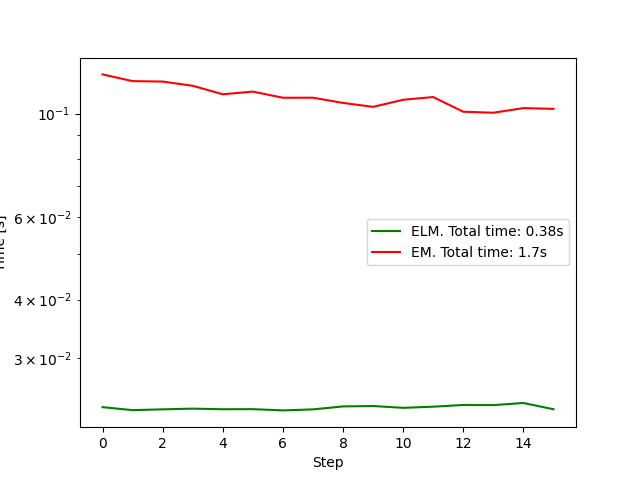 10⁻¹
6 × 10⁻²
4 × 10⁻²
3 × 10⁻²
ELM. Total time: 0.38s
EM. Total time: 1.7s
0 2 4 6 8 10 12 14
Step